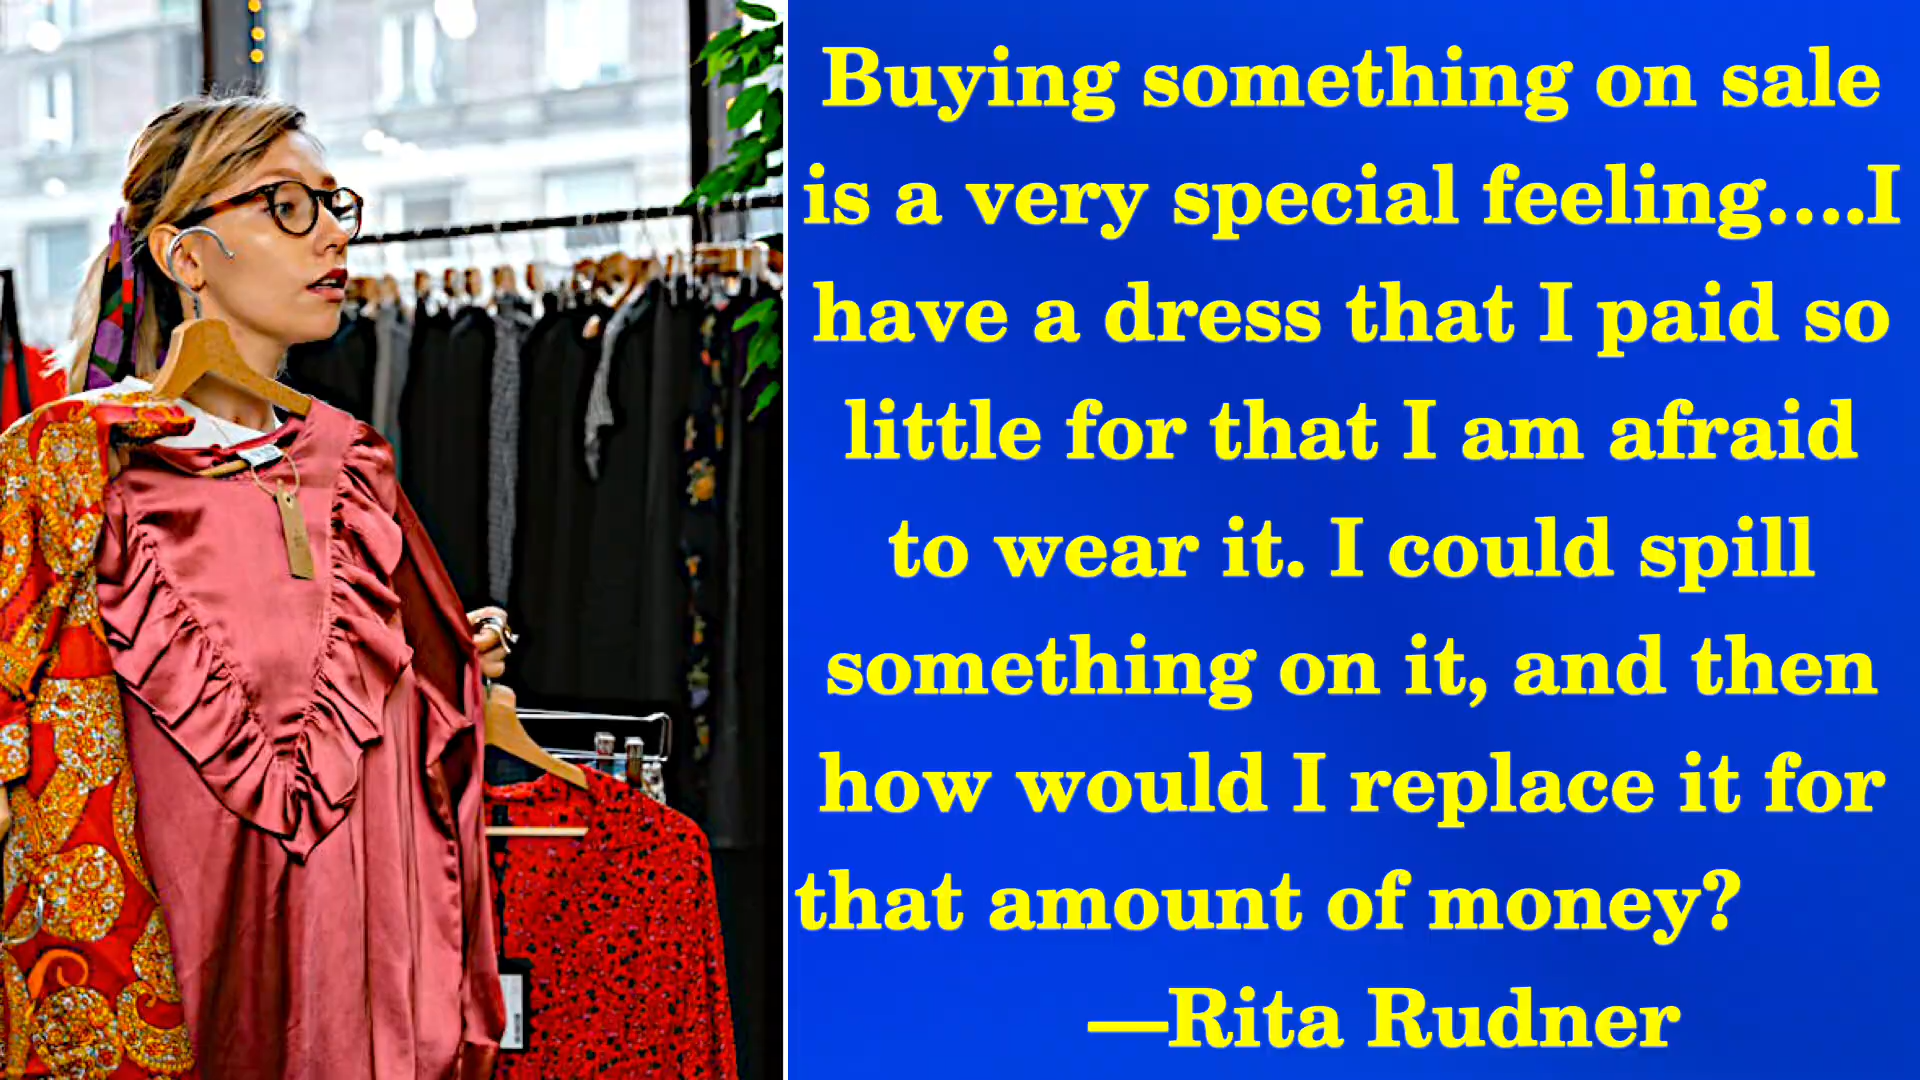 Buying something on sale
is a very special feeling....I
have a dress that I paid so
little for that I am afraid
to wear it. I could spill
something on it, and then
how would I replace it for
that amount of money?
—Rita Rudner